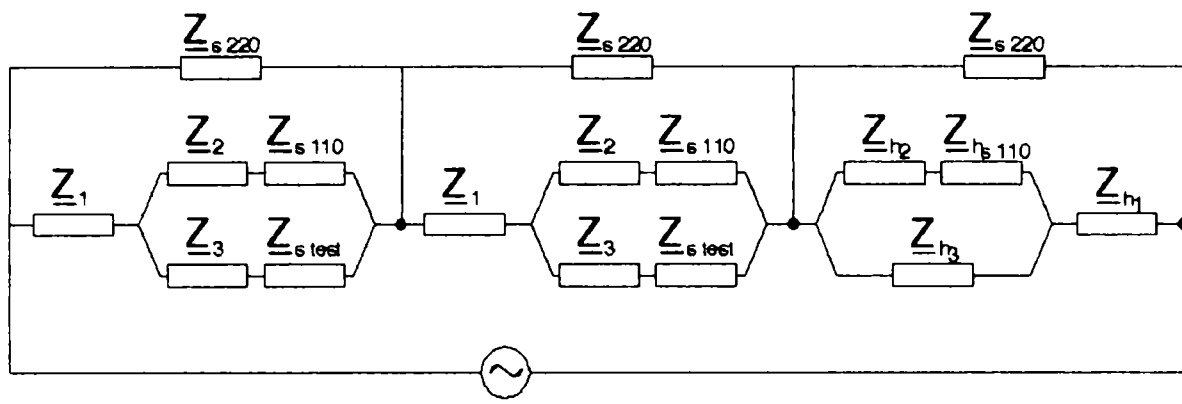 Z s 220 Z s 220 Z s 220
Z 2 Z s 110 Z 2 Z s 110 Z h2 Z hs 110
Z 1 Z 1 Z h1
Z 3 Z s test Z 3 Z s test Z h3
~